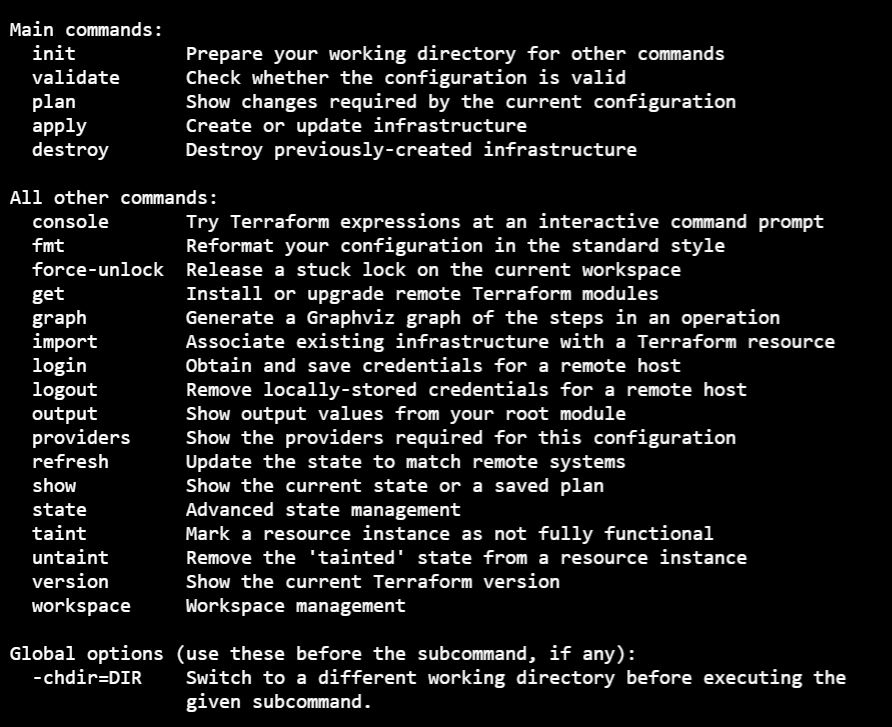 Main commands:
  init          Prepare your working directory for other commands
  validate      Check whether the configuration is valid
  plan          Show changes required by the current configuration
  apply         Create or update infrastructure
  destroy       Destroy previously-created infrastructure

All other commands:
  console       Try Terraform expressions at an interactive command prompt
  fmt           Reformat your configuration in the standard style
  force-unlock  Release a stuck lock on the current workspace
  get           Install or upgrade remote Terraform modules
  graph         Generate a Graphviz graph of the steps in an operation
  import        Associate existing infrastructure with a Terraform resource
  login         Obtain and save credentials for a remote host
  logout        Remove locally-stored credentials for a remote host
  output        Show output values from your root module
  providers     Show the providers required for this configuration
  refresh       Update the state to match remote systems
  show          Show the current state or a saved plan
  state         Advanced state management
  taint         Mark a resource instance as not fully functional
  untaint       Remove the 'tainted' state from a resource instance
  version       Show the current Terraform version
  workspace     Workspace management

Global options (use these before the subcommand, if any):
  -chdir=DIR    Switch to a different working directory before executing the
                given subcommand.